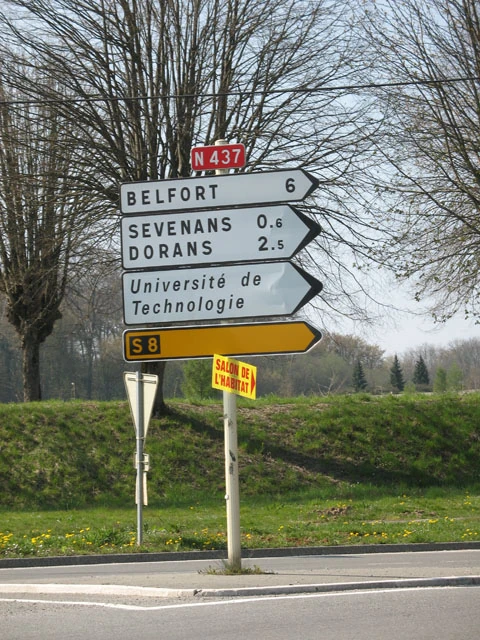 N 437
BELFORT 6
SEVENANS 0.6
DORANS 2.5
Université de
Technologie
S 8
SALON DE
L'HABITAT